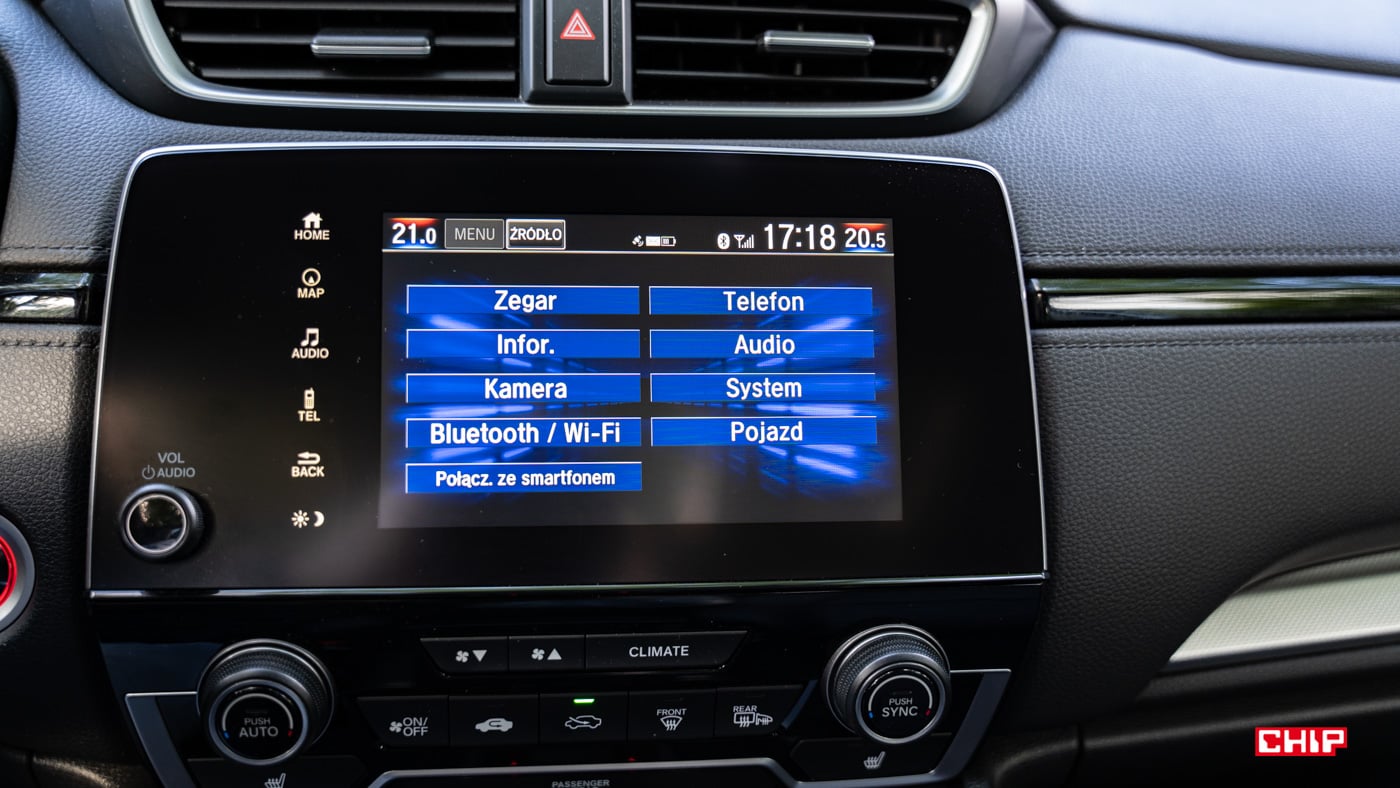 HOME
MAP
AUDIO
TEL
BACK
VOL
AUDIO
21.0 MENU ŹRÓDŁO 17:18 20.5
Zegar Telefon
Infor. Audio
Kamera System
Bluetooth / Wi-Fi Pojazd
Połącz. ze smartfonem
CLIMATE
PUSH
AUTO
ON/
OFF
FRONT
REAR
PUSH
SYNC
PASSENGER
CHIP